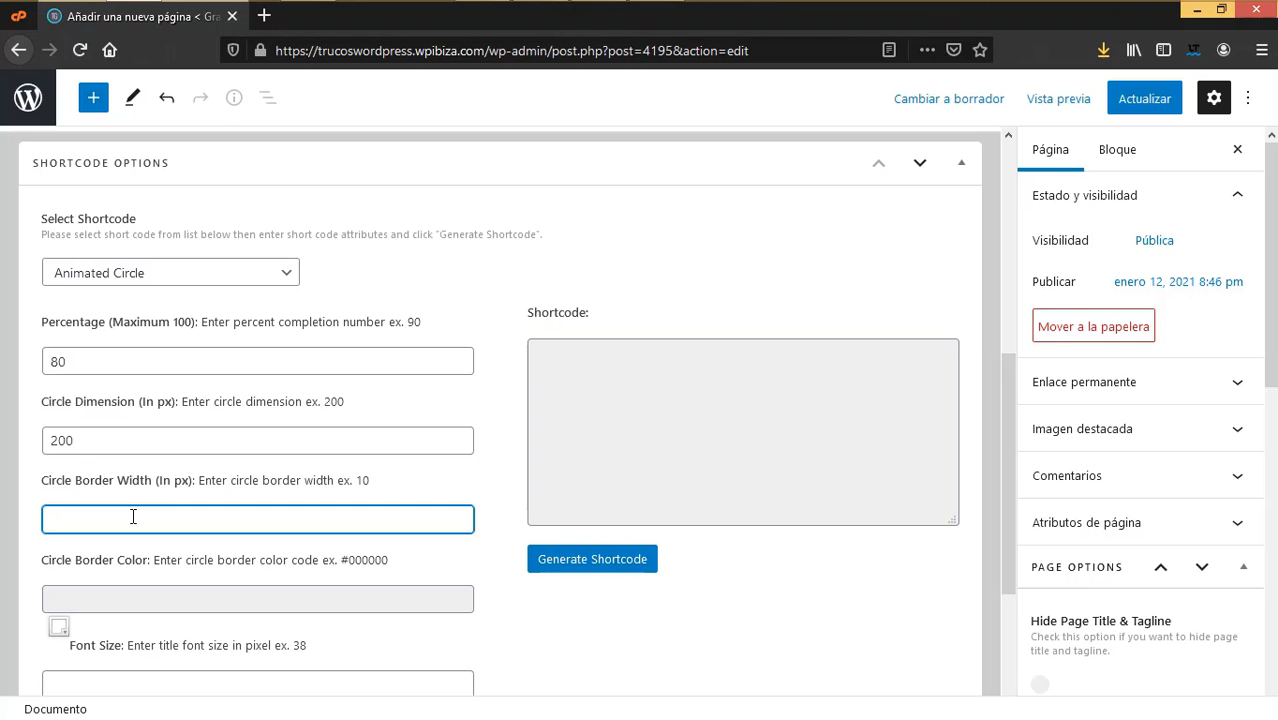 Añadir una nueva página < Gra
https://trucoswordpress.wpibiza.com/wp-admin/post.php?post=4195&action=edit
Cambiar a borrador
Vista previa
Actualizar
SHORTCODE OPTIONS
Select Shortcode
Please select short code from list below then enter short code attributes and click "Generate Shortcode".
Animated Circle
Percentage (Maximum 100): Enter percent completion number ex. 90
80
Circle Dimension (In px): Enter circle dimension ex. 200
200
Circle Border Width (In px): Enter circle border width ex. 10
Circle Border Color: Enter circle border color code ex. #000000
Font Size: Enter title font size in pixel ex. 38
Shortcode:
Generate Shortcode
Página
Bloque
Estado y visibilidad
Visibilidad
Pública
Publicar
enero 12, 2021 8:46 pm
Mover a la papelera
Enlace permanente
Imagen destacada
Comentarios
Atributos de página
PAGE OPTIONS
Hide Page Title & Tagline
Check this option if you want to hide page
title and tagline.
Documento